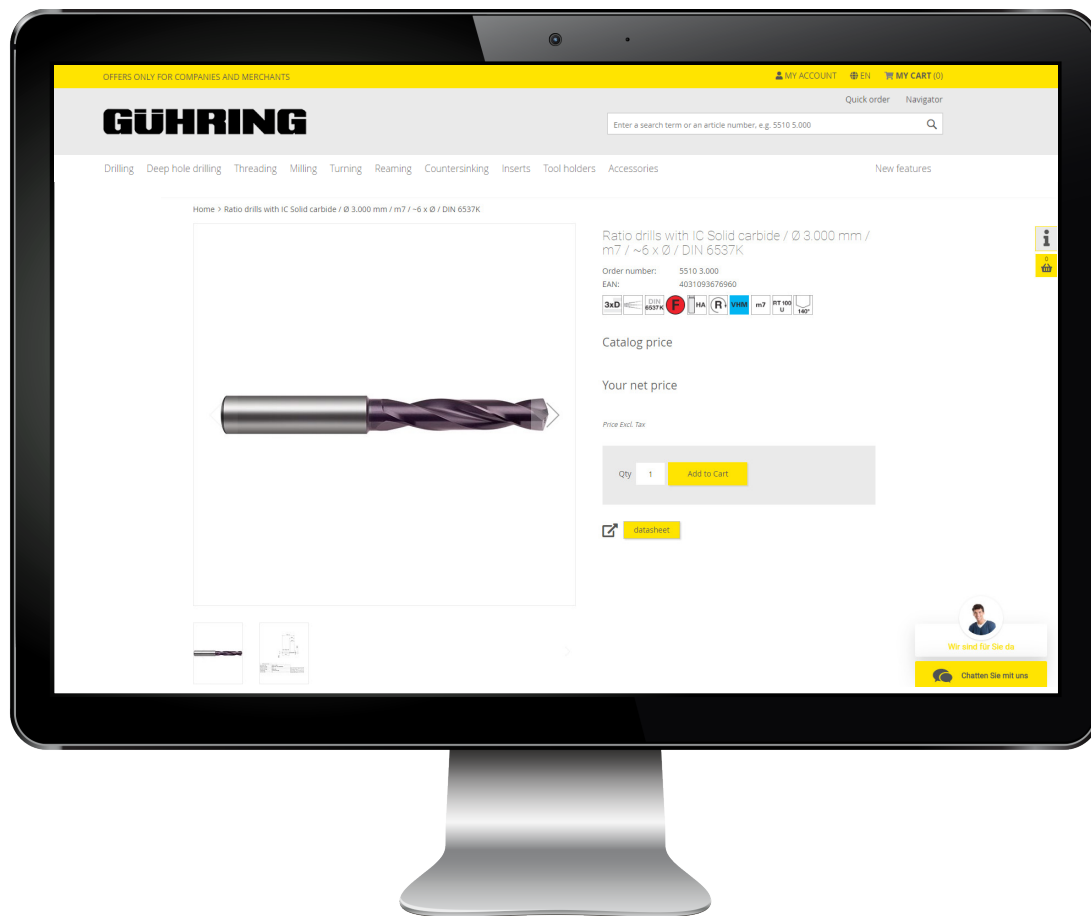 OFFERS ONLY FOR COMPANIES AND MERCHANTS
MY ACCOUNT EN MY CART (0)
Quick order Navigator
GÜHRING
Enter a search term or an article number, e.g. 5510 5.000
Drilling Deep hole drilling Threading Milling Turning Reaming Countersinking Inserts Tool holders Accessories New features
Home > Ratio drills with IC Solid carbide / Ø 3.000 mm / m7 / ~6 x Ø / DIN 6537K
Ratio drills with IC Solid carbide / Ø 3.000 mm /
m7 / ~6 x Ø / DIN 6537K
Order number: 5510 3.000
EAN: 4031093676960
3xD DIN 6537 K F HA R VHM m7 RT 100 U 140°
Catalog price
Your net price
Price Excl. Tax
Qty 1 Add to Cart
datasheet
0
Wir sind für Sie da
Chatten Sie mit uns